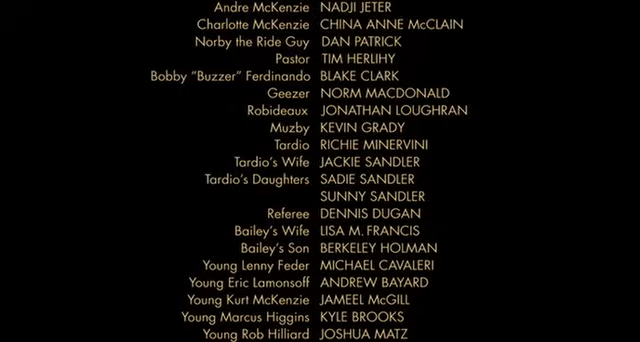 Andre McKenzie NADJI JETER
Charlotte McKenzie CHINA ANNE McCLAIN
Norby the Ride Guy DAN PATRICK
Pastor TIM HERLIHY
Bobby “Buzzer” Ferdinando BLAKE CLARK
Geezer NORM MACDONALD
Robideaux JONATHAN LOUGHRAN
Muzby KEVIN GRADY
Tardio RICHIE MINERVINI
Tardio’s Wife JACKIE SANDLER
Tardio’s Daughters SADIE SANDLER
SUNNY SANDLER
Referee DENNIS DUGAN
Bailey’s Wife LISA M. FRANCIS
Bailey’s Son BERKELEY HOLMAN
Young Lenny Feder MICHAEL CAVALERI
Young Eric Lamonsoff ANDREW BAYARD
Young Kurt McKenzie JAMEEL McGILL
Young Marcus Higgins KYLE BROOKS
Young Rob Hilliard JOSHUA MATZ